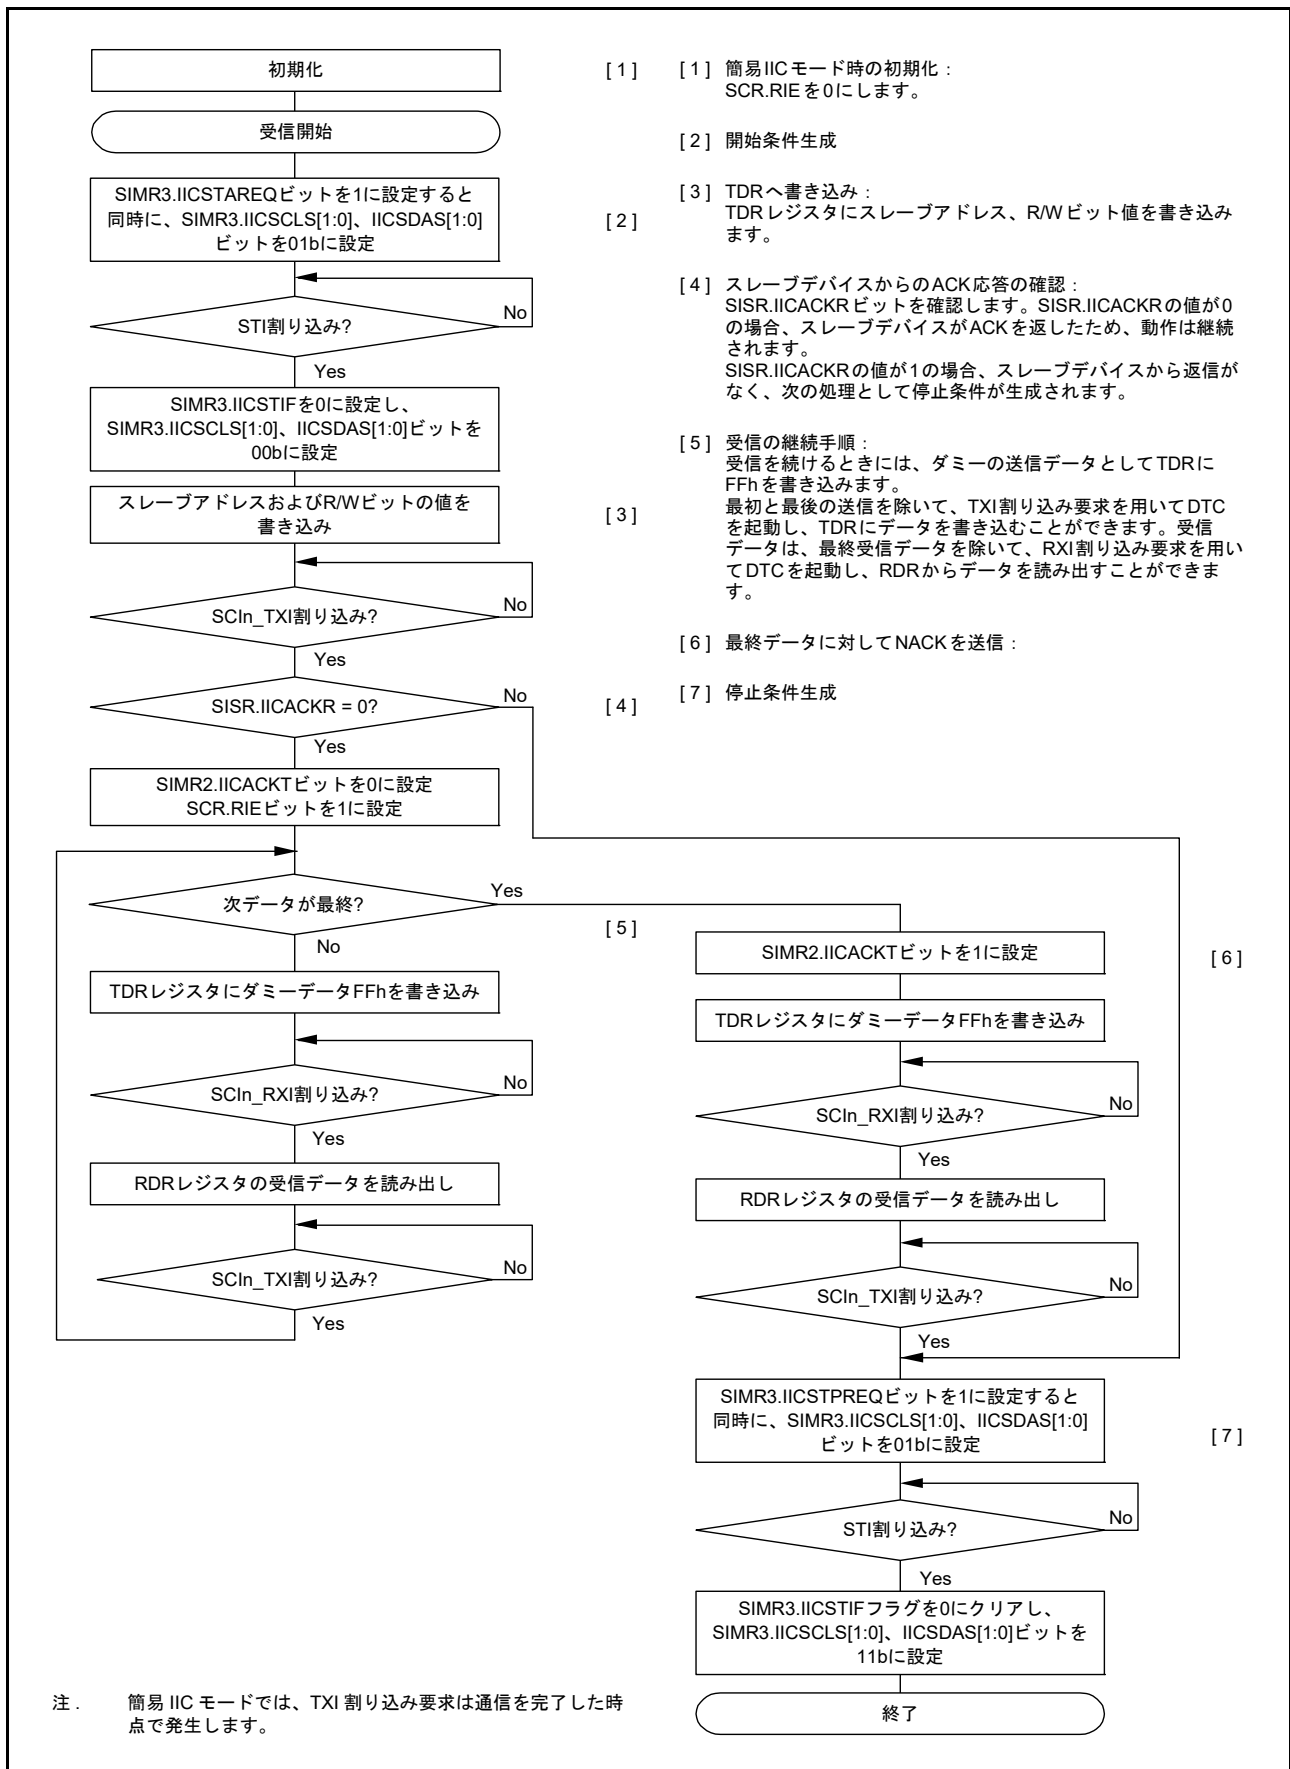 初期化
[1]
受信開始
SIMR3.IICSTAREQビットを1に設定すると
同時に、SIMR3.IICSCLS[1:0]、IICSDAS[1:0]
ビットを01bに設定
[2]
STI割り込み?
No
Yes
SIMR3.IICSTIFを0に設定し、
SIMR3.IICSCLS[1:0]、IICSDAS[1:0]ビットを
00bに設定
スレーブアドレスおよびR/Wビットの値を
書き込み
[3]
SCIn_TXI割り込み?
No
Yes
SISR.IICACKR = 0?
No
[4]
Yes
SIMR2.IICACKTビットを0に設定
SCR.RIEビットを1に設定
次データが最終?
Yes
[5]
No
TDRレジスタにダミーデータFFhを書き込み
SCIn_RXI割り込み?
No
Yes
RDRレジスタの受信データを読み出し
SCIn_TXI割り込み?
No
Yes
[1] 簡易IICモード時の初期化：
SCR.RIEを0にします。
[2] 開始条件生成
[3] TDRへ書き込み：
TDRレジスタにスレーブアドレス、R/Wビット値を書き込み
ます。
[4] スレーブデバイスからのACK応答の確認：
SISR.IICACKRビットを確認します。SISR.IICACKRの値が0
の場合、スレーブデバイスがACKを返したため、動作は継続
されます。
SISR.IICACKRの値が1の場合、スレーブデバイスから返信が
なく、次の処理として停止条件が生成されます。
[5] 受信の継続手順：
受信を続けるときには、ダミーの送信データとしてTDRに
FFhを書き込みます。
最初と最後の送信を除いて、TXI割り込み要求を用いてDTC
を起動し、TDRにデータを書き込むことができます。受信
データは、最終受信データを除いて、RXI割り込み要求を用い
てDTCを起動し、RDRからデータを読み出すことができま
す。
[6] 最終データに対してNACKを送信：
[7] 停止条件生成
SIMR2.IICACKTビットを1に設定
[6]
TDRレジスタにダミーデータFFhを書き込み
SCIn_RXI割り込み?
No
Yes
RDRレジスタの受信データを読み出し
SCIn_TXI割り込み?
No
Yes
SIMR3.IICSTPREQビットを1に設定すると
同時に、SIMR3.IICSCLS[1:0]、IICSDAS[1:0]
ビットを01bに設定
[7]
STI割り込み?
No
Yes
SIMR3.IICSTIFフラグを0にクリアし、
SIMR3.IICSCLS[1:0]、IICSDAS[1:0]ビットを
11bに設定
終了
注． 簡易 IIC モードでは、TXI 割り込み要求は通信を完了した時
点で発生します。